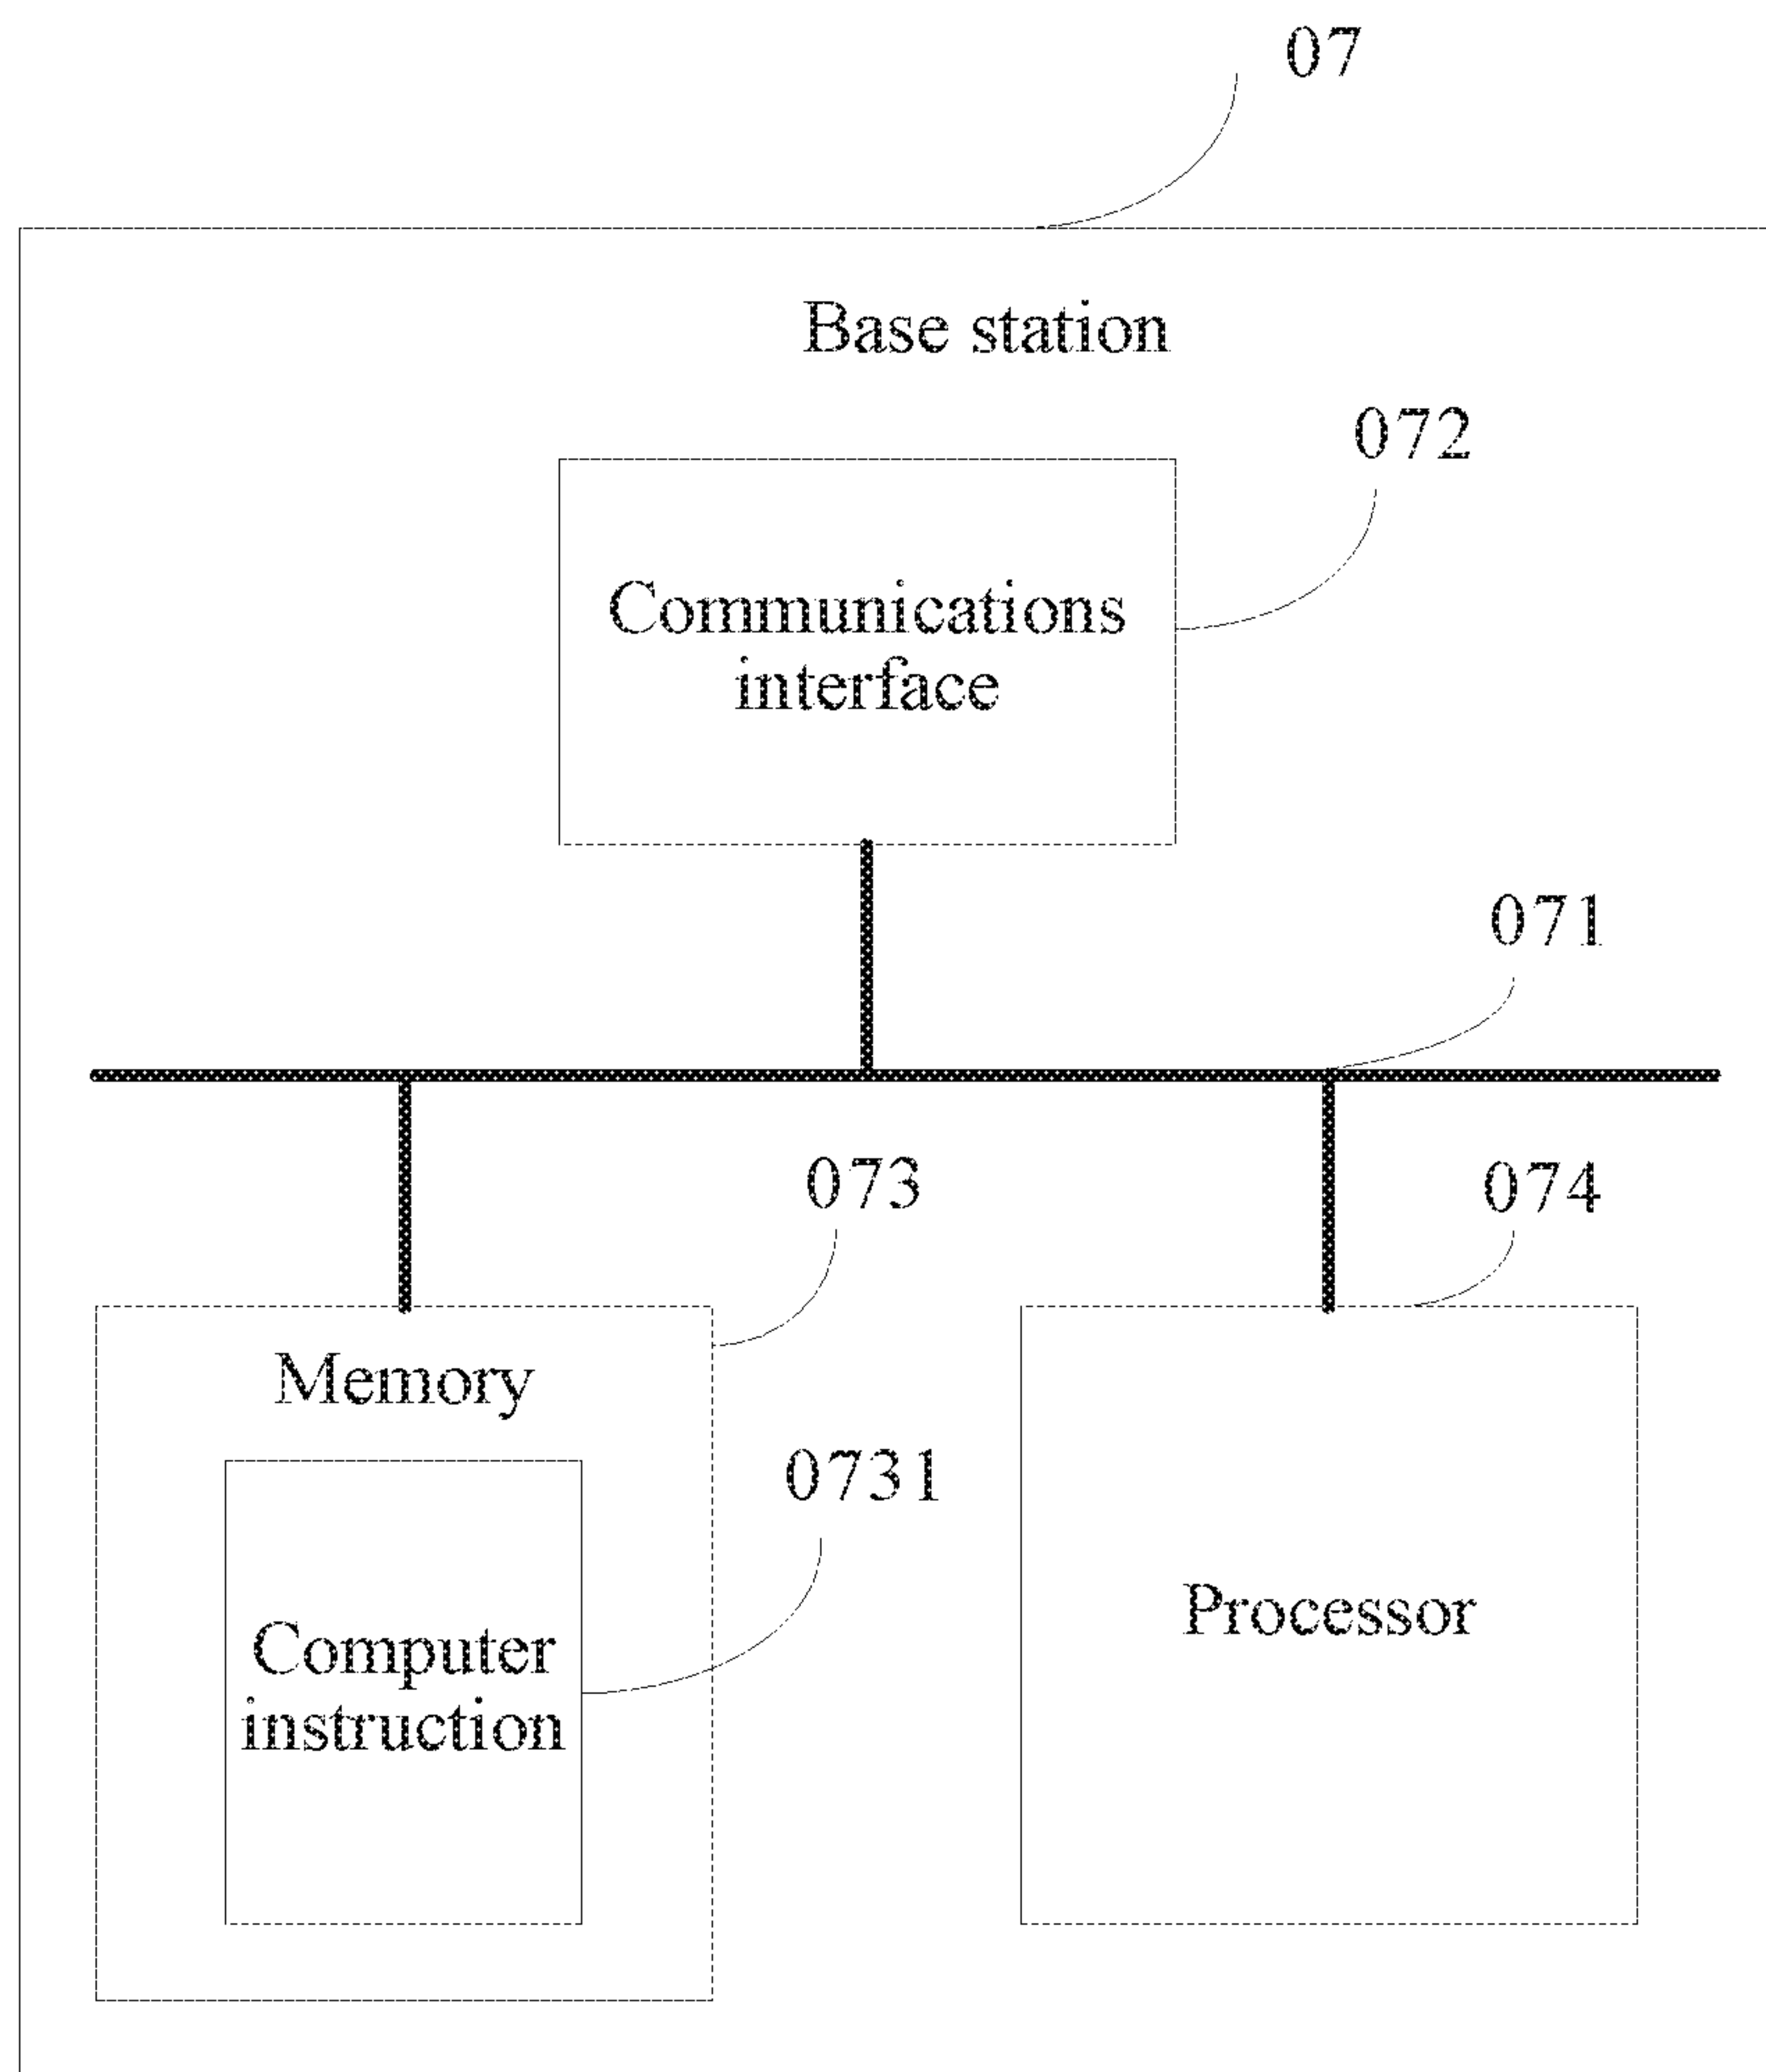 07
Base station
072
Communications
interface
071
073
074
Memory
0731
Computer
instruction
Processor